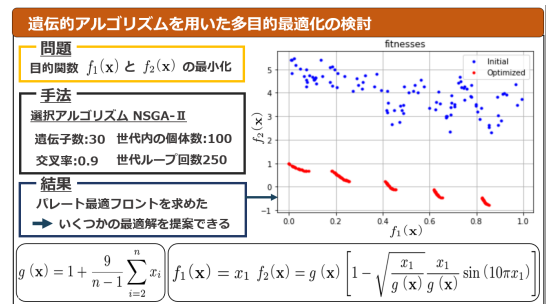 遺伝的アルゴリズムを用いた多目的最適化の検討
問題
目的関数 f₁(x) と f₂(x) の最小化
手法
選択アルゴリズム NSGA-Ⅱ
遺伝子数:30 世代内の個体数:100
交叉率:0.9 世代ループ回数250
結果
パレート最適フロントを求めた
いくつかの最適解を提案できる
fitnesses
Initial
Optimized
f₂(x)
5
4
3
2
1
0
−1
0.0 0.2 0.4 0.6 0.8 1.0
f₁(x)
g(x) = 1 + 9/(n−1) ∑_{i=2}^{n} x_i
f₁(x) = x₁ f₂(x) = g(x) [1 − √(x₁/g(x)) x₁/g(x) sin(10πx₁)]